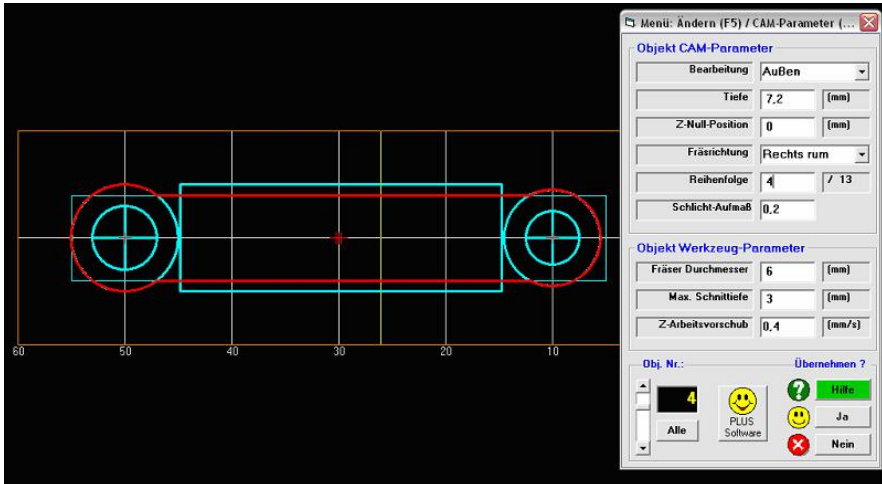 Menü: Ändern (F5) / CAM-Parameter (...
Objekt CAM-Parameter
Bearbeitung Außen
Tiefe 7,2 (mm)
Z-Null-Position 0 (mm)
Fräsrichtung Rechts rum
Reihenfolge 4 / 13
Schlicht-Aufmaß 0,2
Objekt Werkzeug-Parameter
Fräser Durchmesser 6 (mm)
Max. Schnittiefe 3 (mm)
Z-Arbeitsvorschub 0,4 (mm/s)
60 50 40 30 20 10
Obj. Nr.: Übernehmen ?
4 ? Hilfe
Alle PLUS Software Ja
Nein